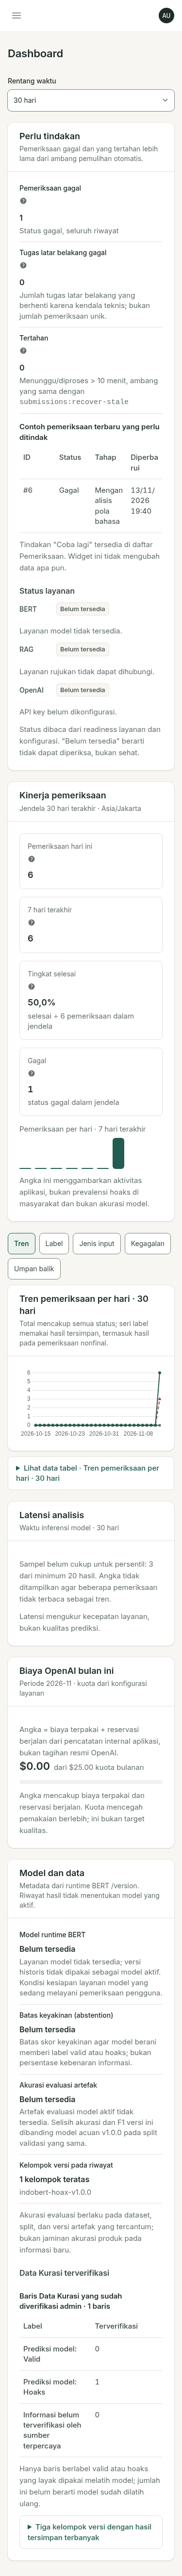 AU
Dashboard
Rentang waktu
30 hari
Perlu tindakan
Pemeriksaan gagal dan yang tertahan lebih
lama dari ambang pemulihan otomatis.
Pemeriksaan gagal
1
Status gagal, seluruh riwayat
Tugas latar belakang gagal
0
Jumlah tugas latar belakang yang
berhenti karena kendala teknis; bukan
jumlah pemeriksaan unik.
Tertahan
0
Menunggu/diproses > 10 menit, ambang
yang sama dengan
submissions:recover-stale
Contoh pemeriksaan terbaru yang perlu
ditindak
ID Status Tahap Diperba
rui
#6 Gagal Mengan
alisis
pola
bahasa
13/11/
2026
19:40
Tindakan "Coba lagi" tersedia di daftar
Pemeriksaan. Widget ini tidak mengubah
data apa pun.
Status layanan
BERT Belum tersedia
Layanan model tidak tersedia.
RAG Belum tersedia
Layanan rujukan tidak dapat dihubungi.
OpenAI Belum tersedia
API key belum dikonfigurasi.
Status dibaca dari readiness layanan dan
konfigurasi. "Belum tersedia" berarti
tidak dapat diperiksa, bukan sehat.
Kinerja pemeriksaan
Jendela 30 hari terakhir · Asia/Jakarta
Pemeriksaan hari ini
6
7 hari terakhir
6
Tingkat selesai
50,0%
selesai ÷ 6 pemeriksaan dalam
jendela
Gagal
1
status gagal dalam jendela
Pemeriksaan per hari · 7 hari terakhir
Angka ini menggambarkan aktivitas
aplikasi, bukan prevalensi hoaks di
masyarakat dan bukan akurasi model.
Tren Label Jenis input Kegagalan
Umpan balik
Tren pemeriksaan per hari · 30
hari
Total mencakup semua status; seri label
memakai hasil tersimpan, termasuk hasil
pada pemeriksaan nonfinal.
6
5
4
3
2
1
0
2026-10-15 2026-10-23 2026-10-31 2026-11-08
Lihat data tabel · Tren pemeriksaan per
hari · 30 hari
Latensi analisis
Waktu inferensi model · 30 hari
Sampel belum cukup untuk persentil: 3
dari minimum 20 hasil. Angka tidak
ditampilkan agar beberapa pemeriksaan
tidak terbaca sebagai tren.
Latensi mengukur kecepatan layanan,
bukan kualitas prediksi.
Biaya OpenAI bulan ini
Periode 2026-11 · kuota dari konfigurasi
layanan
Angka = biaya terpakai + reservasi
berjalan dari pencatatan internal aplikasi,
bukan tagihan resmi OpenAI.
$0.00 dari $25.00 kuota bulanan
Angka mencakup biaya terpakai dan
reservasi berjalan. Kuota mencegah
pemakaian berlebih; ini bukan target
kualitas.
Model dan data
Metadata dari runtime BERT /version.
Riwayat hasil tidak menentukan model yang
aktif.
Model runtime BERT
Belum tersedia
Layanan model tidak tersedia; versi
historis tidak dipakai sebagai model aktif.
Kondisi kesiapan layanan model yang
sedang melayani pemeriksaan pengguna.
Batas keyakinan (abstention)
Belum tersedia
Batas skor keyakinan agar model berani
memberi label valid atau hoaks; bukan
persentase kebenaran informasi.
Akurasi evaluasi artefak
Belum tersedia
Artefak evaluasi model aktif tidak
tersedia. Selisih akurasi dan F1 versi ini
dibanding model acuan v1.0.0 pada split
validasi yang sama.
Kelompok versi pada riwayat
1 kelompok teratas
indobert-hoax-v1.0.0
Akurasi evaluasi berlaku pada dataset,
split, dan versi artefak yang tercantum;
bukan jaminan akurasi produk pada
informasi baru.
Data Kurasi terverifikasi
Baris Data Kurasi yang sudah
diverifikasi admin · 1 baris
Label Terverifikasi
Prediksi model:
Valid
0
Prediksi model:
Hoaks
1
Informasi belum
terverifikasi oleh
sumber
terpercaya
0
Hanya baris berlabel valid atau hoaks
yang layak dipakai melatih model; jumlah
ini belum berarti model sudah dilatih
ulang.
Tiga kelompok versi dengan hasil
tersimpan terbanyak